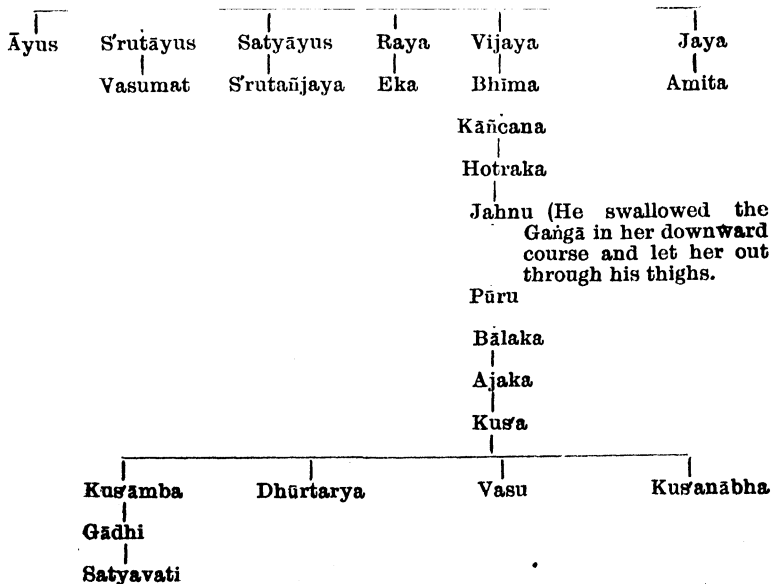 Āyus S'rutāyus Satyāyus Raya Vijaya Jaya
Vasumat S'rutañjaya Eka Bhīma Amita
Kāñcana
Hotraka
Jahnu (He swallowed the
Gaṅgā in her downward
course and let her out
through his thighs.
Pūru
Bālaka
Ajaka
Kus'a
Kus'āmba Dhūrtarya Vasu Kus'anābha
Gādhi
Satyavati